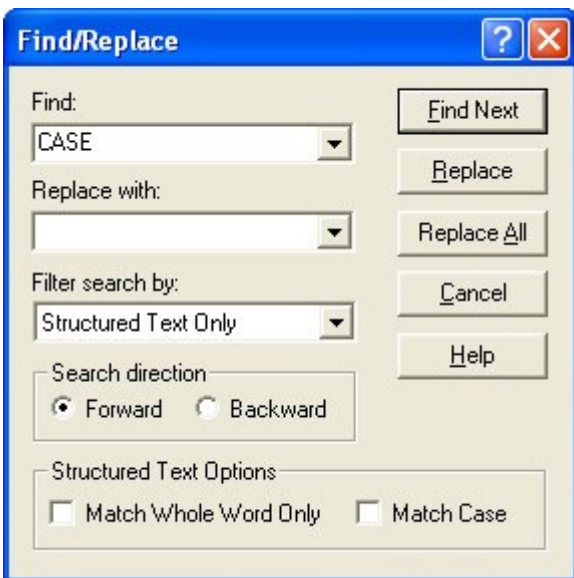 Find/Replace
Find:
CASE
Replace with:
Filter search by:
Structured Text Only
Search direction
Forward
Backward
Structured Text Options
Match Whole Word Only
Match Case
Find Next
Replace
Replace All
Cancel
Help